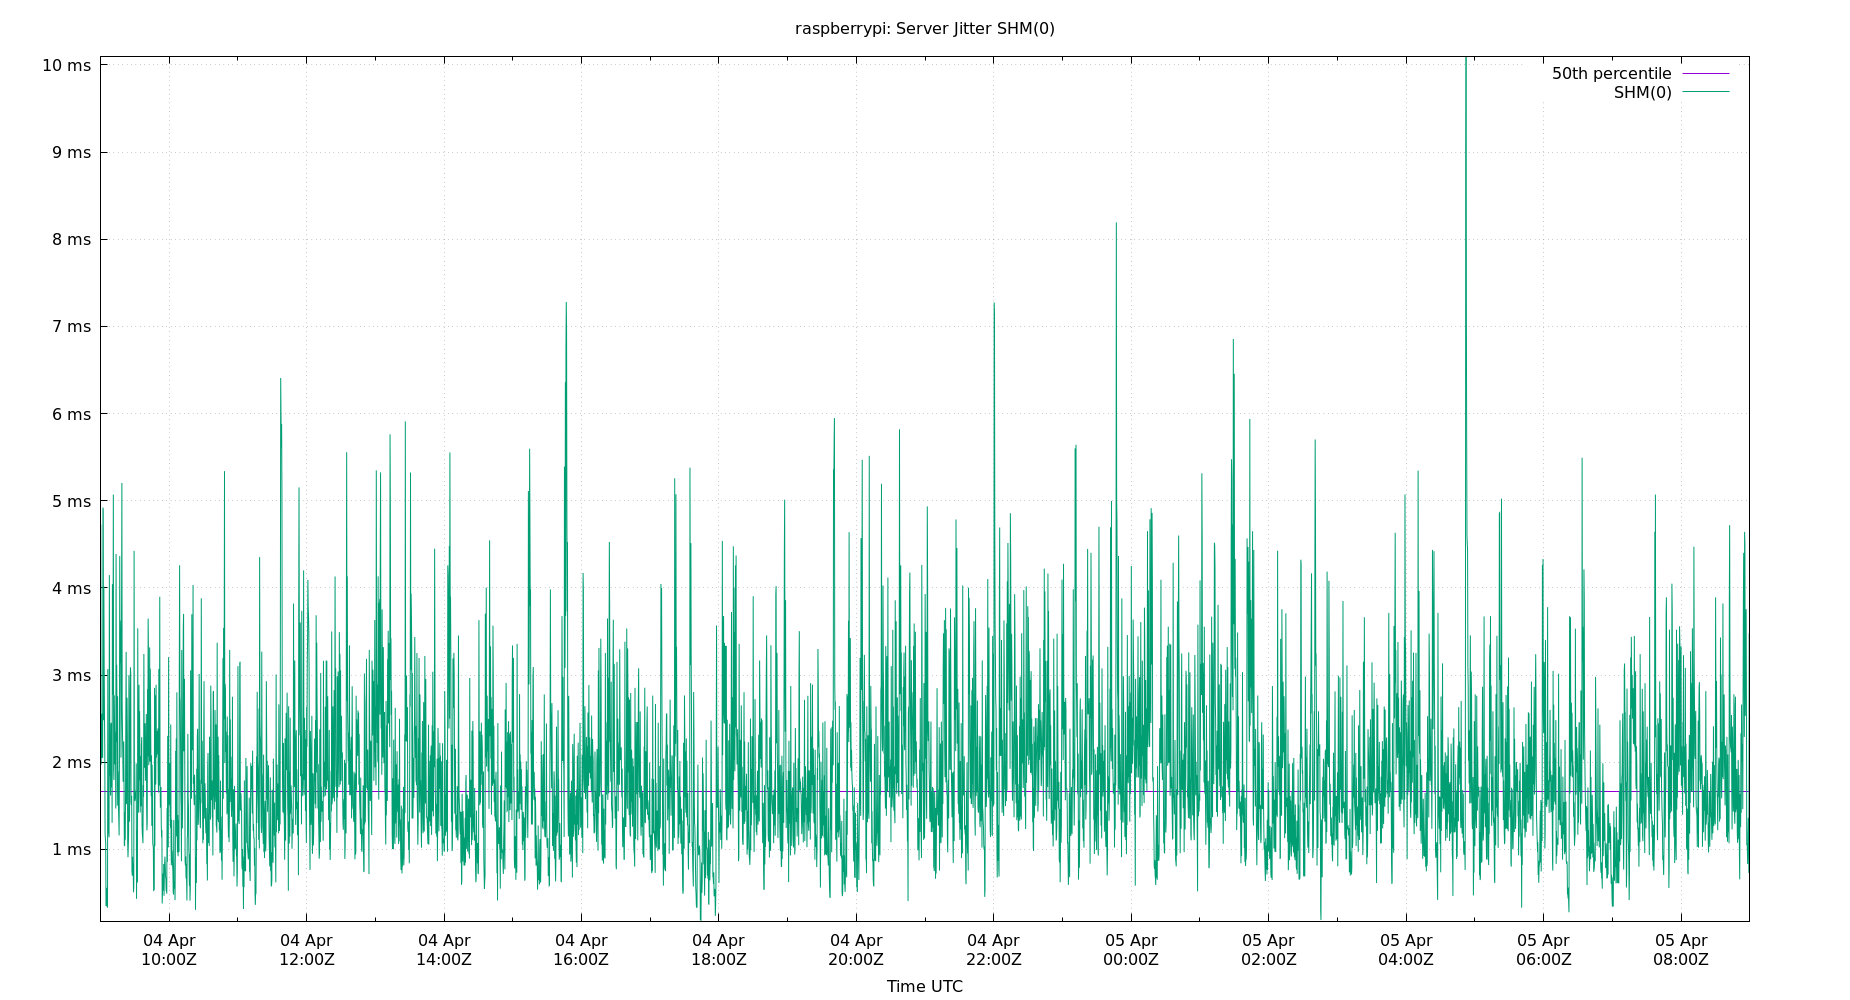 raspberrypi: Server Jitter SHM(0)
10 ms
9 ms
8 ms
7 ms
6 ms
5 ms
4 ms
3 ms
2 ms
1 ms
50th percentile
SHM(0)
04 Apr 04 Apr 04 Apr 04 Apr 04 Apr 04 Apr 04 Apr 05 Apr 05 Apr 05 Apr 05 Apr 05 Apr
10:00Z 12:00Z 14:00Z 16:00Z 18:00Z 20:00Z 22:00Z 00:00Z 02:00Z 04:00Z 06:00Z 08:00Z
Time UTC